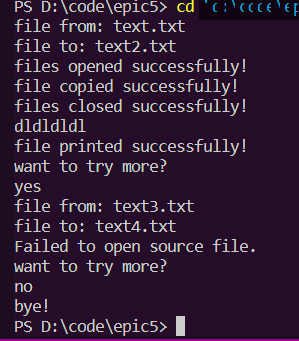 PS D:\code\epic5> cd
file from: text.txt
file to: text2.txt
files opened successfully!
file copied successfully!
files closed successfully!
dldldldl
file printed successfully!
want to try more?
yes
file from: text3.txt
file to: text4.txt
Failed to open source file.
want to try more?
no
bye!
PS D:\code\epic5>